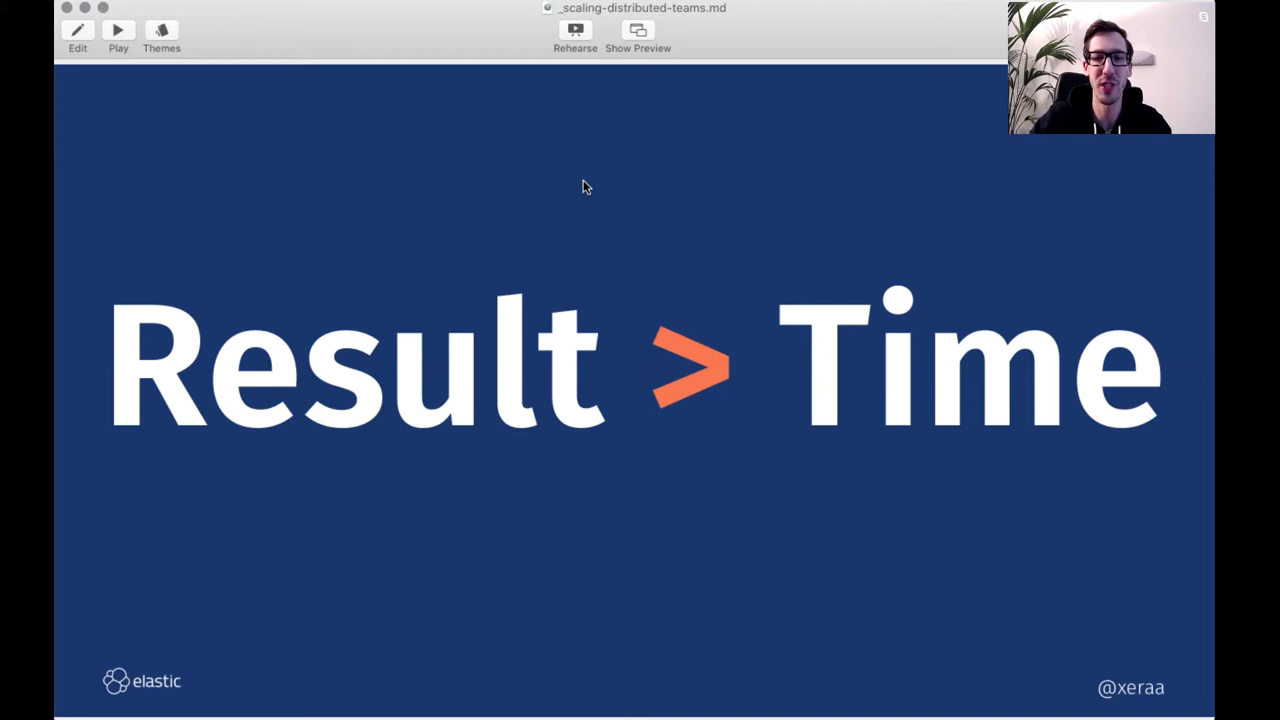 _scaling-distributed-teams.md
Edit Play Themes Rehearse Show Preview
Result > Time
elastic
@xeraa